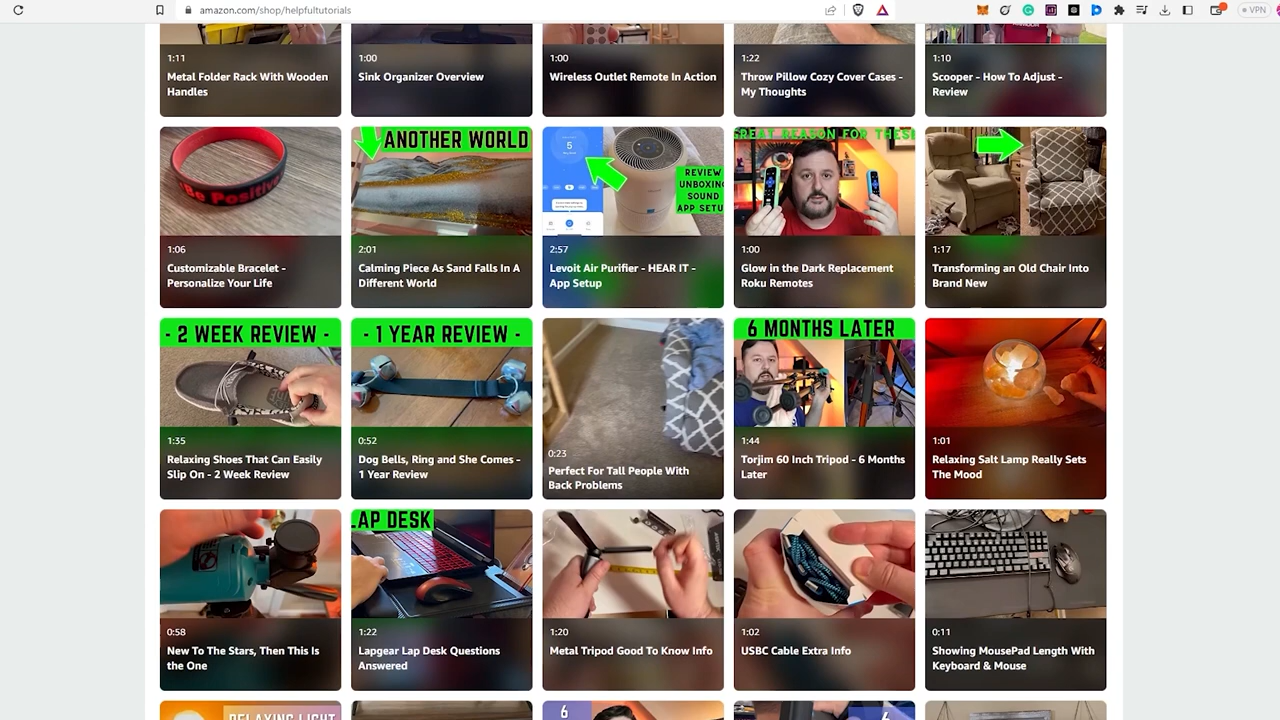 amazon.com/shop/helpfultutorials
VPN
1:11
Metal Folder Rack With Wooden
Handles
1:00
Sink Organizer Overview
1:00
Wireless Outlet Remote In Action
1:22
Throw Pillow Cozy Cover Cases -
My Thoughts
1:10
Scooper - How To Adjust -
Review
Be Positive
1:06
Customizable Bracelet -
Personalize Your Life
ANOTHER WORLD
2:01
Calming Piece As Sand Falls In A
Different World
5
REVIEW
UNBOXING
SOUND
APP SETU
2:57
Levoit Air Purifier - HEAR IT -
App Setup
GREAT REASON FOR THESE
1:00
Glow in the Dark Replacement
Roku Remotes
1:17
Transforming an Old Chair Into
Brand New
- 2 WEEK REVIEW -
1:35
Relaxing Shoes That Can Easily
Slip On - 2 Week Review
- 1 YEAR REVIEW -
0:52
Dog Bells, Ring and She Comes -
1 Year Review
0:23
Perfect For Tall People With
Back Problems
6 MONTHS LATER
1:44
Torjim 60 Inch Tripod - 6 Months
Later
1:01
Relaxing Salt Lamp Really Sets
The Mood
0:58
New To The Stars, Then This Is
the One
LAP DESK
1:22
Lapgear Lap Desk Questions
Answered
1:20
Metal Tripod Good To Know Info
1:02
USBC Cable Extra Info
0:11
Showing MousePad Length With
Keyboard & Mouse
RELAXING LIGHT
6
6